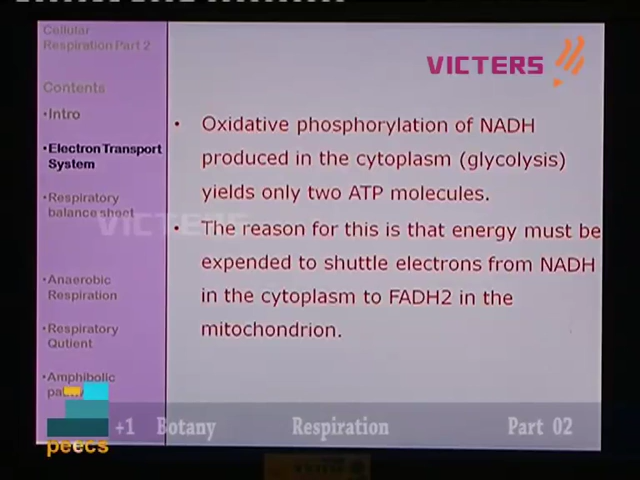 Cellular
Respiration Part 2
Contents
•Intro
•Electron Transport
System
•Respiratory
balance sheet
•Anaerobic
Respiration
•Respiratory
Qutient
•Amphibolic
VICTERS
• Oxidative phosphorylation of NADH
produced in the cytoplasm (glycolysis)
yields only two ATP molecules.
• The reason for this is that energy must be
expended to shuttle electrons from NADH
in the cytoplasm to FADH2 in the
mitochondrion.
VICTERS
peecs
+1 Botany Respiration Part 02